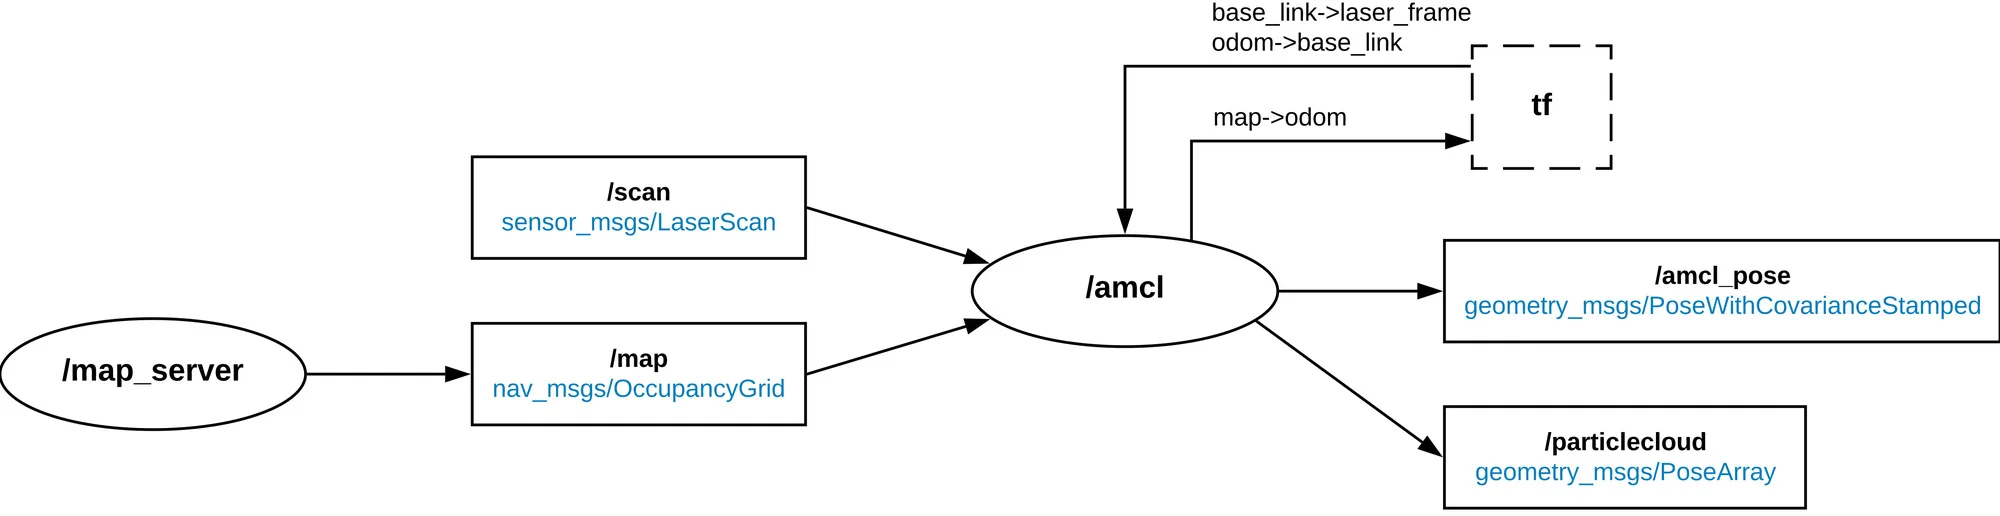 base_link->laser_frame
odom->base_link
tf
map->odom
/scan
sensor_msgs/LaserScan
/amcl
/amcl_pose
geometry_msgs/PoseWithCovarianceStamped
/map_server
/map
nav_msgs/OccupancyGrid
/particlecloud
geometry_msgs/PoseArray